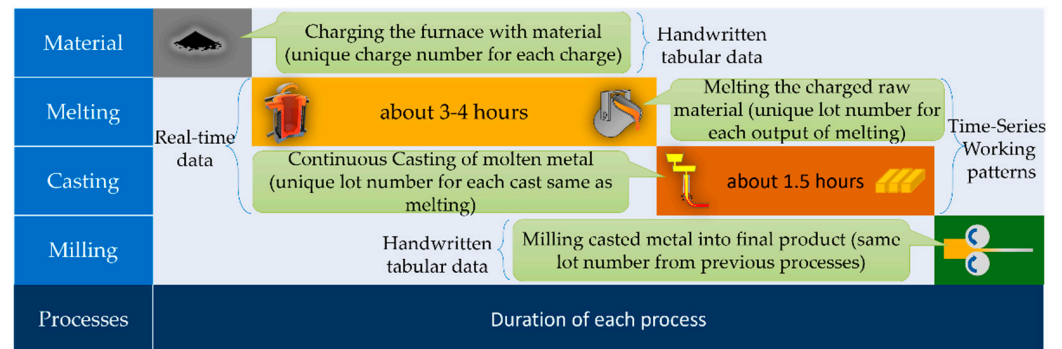 Material
Charging the furnace with material
(unique charge number for each charge)
Handwritten
tabular data
Melting
about 3-4 hours
Melting the charged raw
material (unique lot number for
each output of melting)
Real-time
data
Time-Series
Working
patterns
Casting
Continuous Casting of molten metal
(unique lot number for each cast same as
melting)
about 1.5 hours
Milling
Handwritten
tabular data
Milling casted metal into final product (same
lot number from previous processes)
Processes
Duration of each process